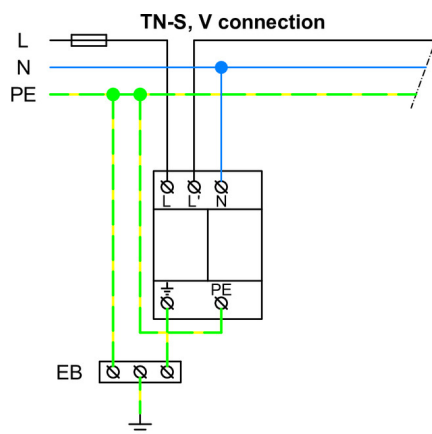 TN-S, V connection
L
N
PE
L L' N
PE
EB